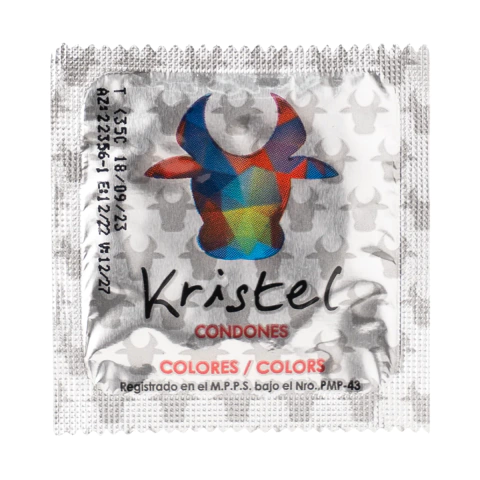 T <35C 18/09/23
AZ:22356-1 E:12/22 V:12/27
Kristel
CONDONES
COLORES / COLORS
Registrado en el M.P.P.S. bajo el Nro..PMP-43